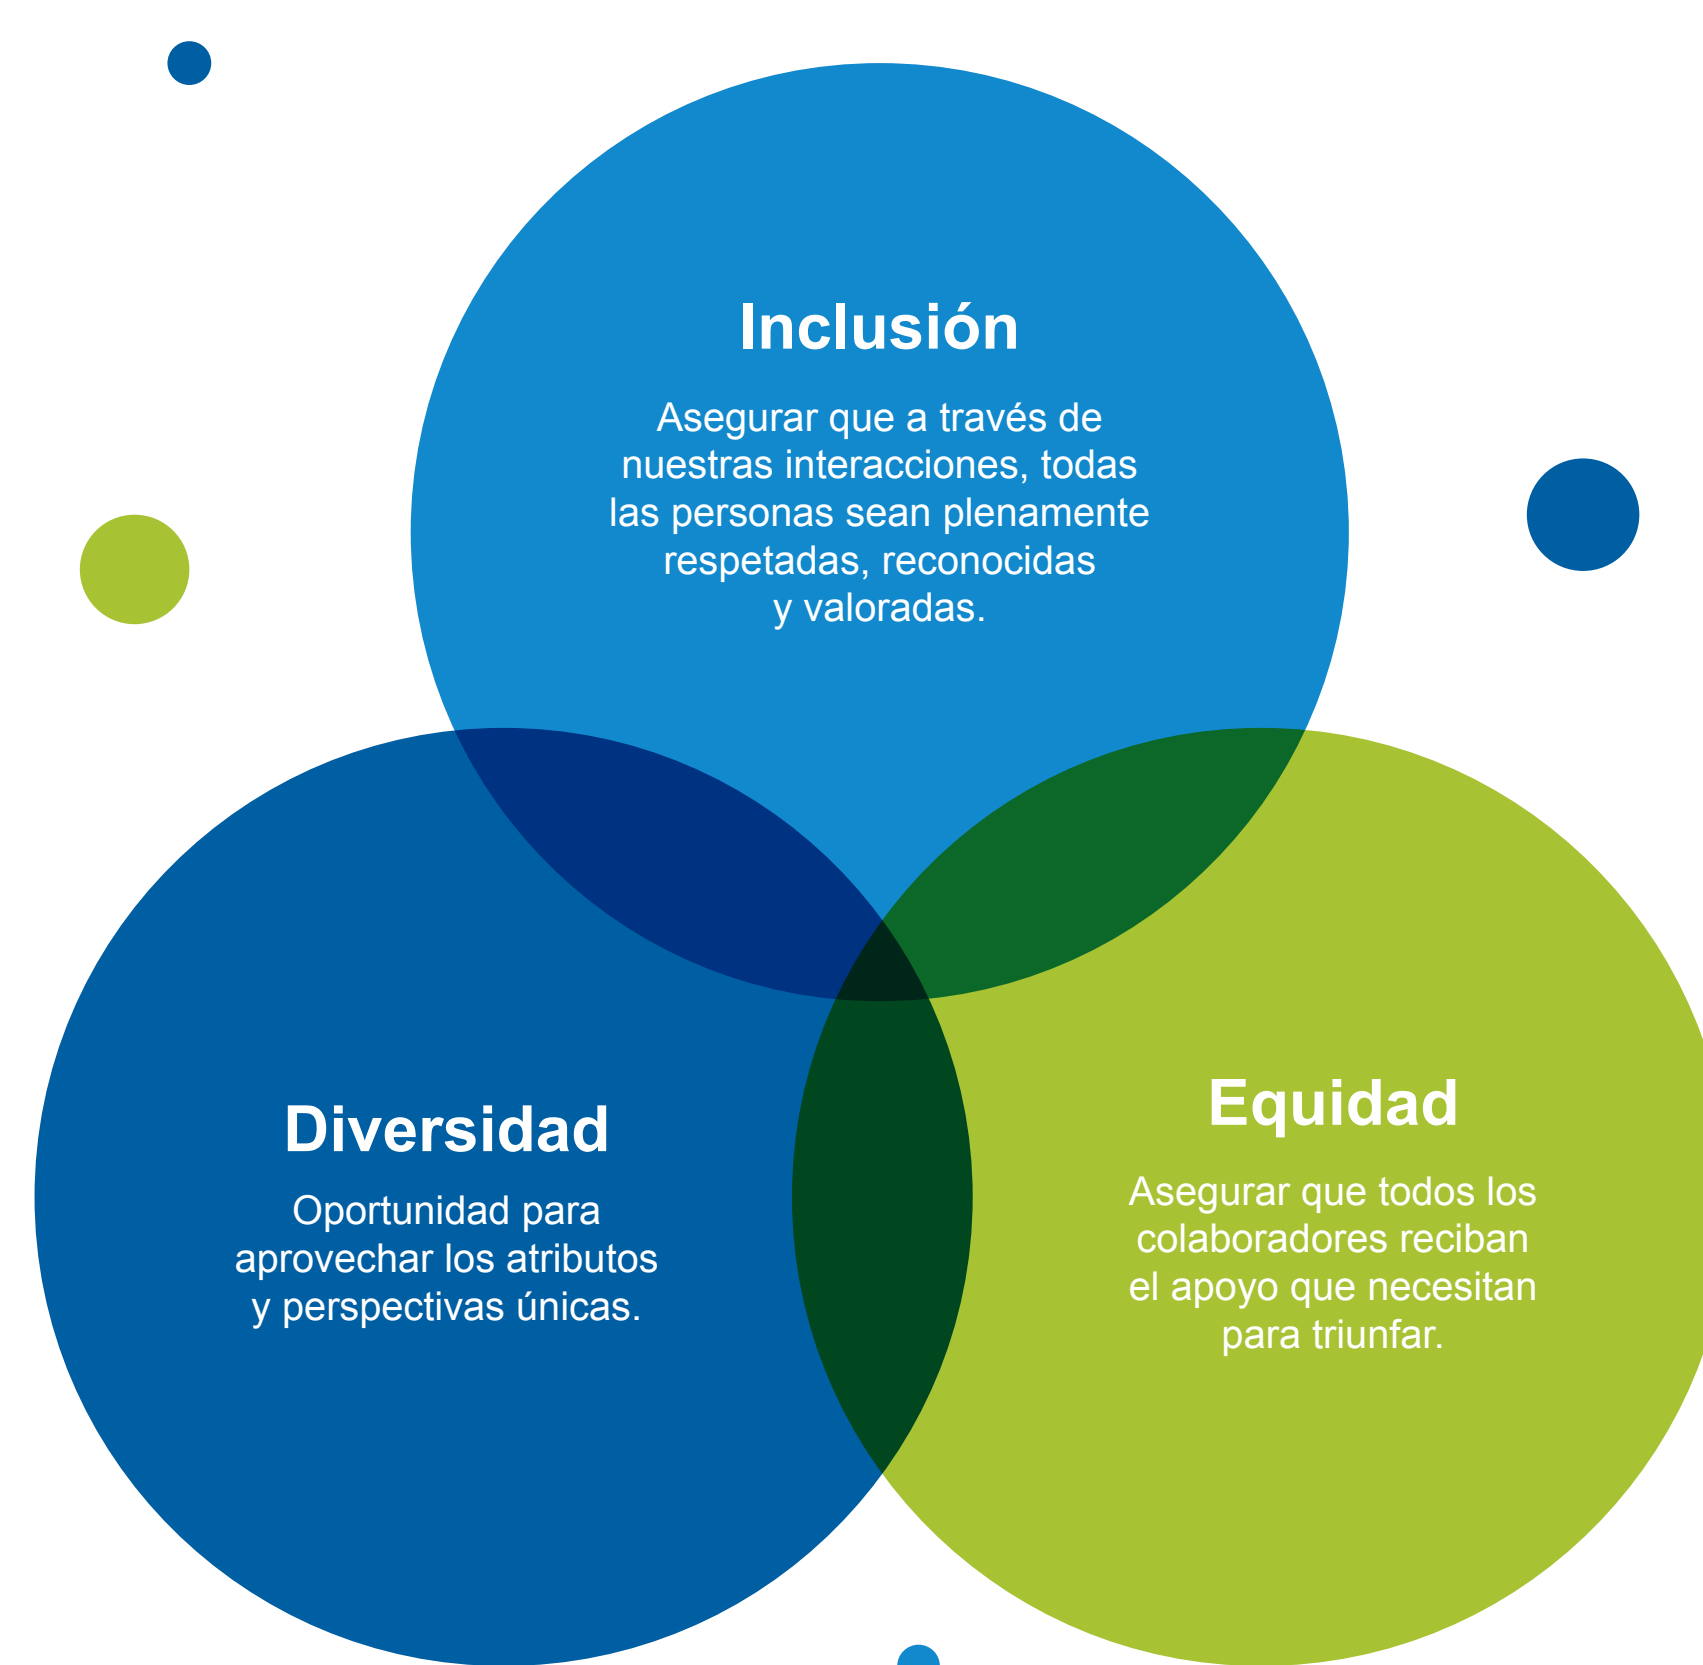 Inclusión
Asegurar que a través de
nuestras interacciones, todas
las personas sean plenamente
respetadas, reconocidas
y valoradas.
Diversidad
Oportunidad para
aprovechar los atributos
y perspectivas únicas.
Equidad
Asegurar que todos los
colaboradores reciban
el apoyo que necesitan
para triunfar.